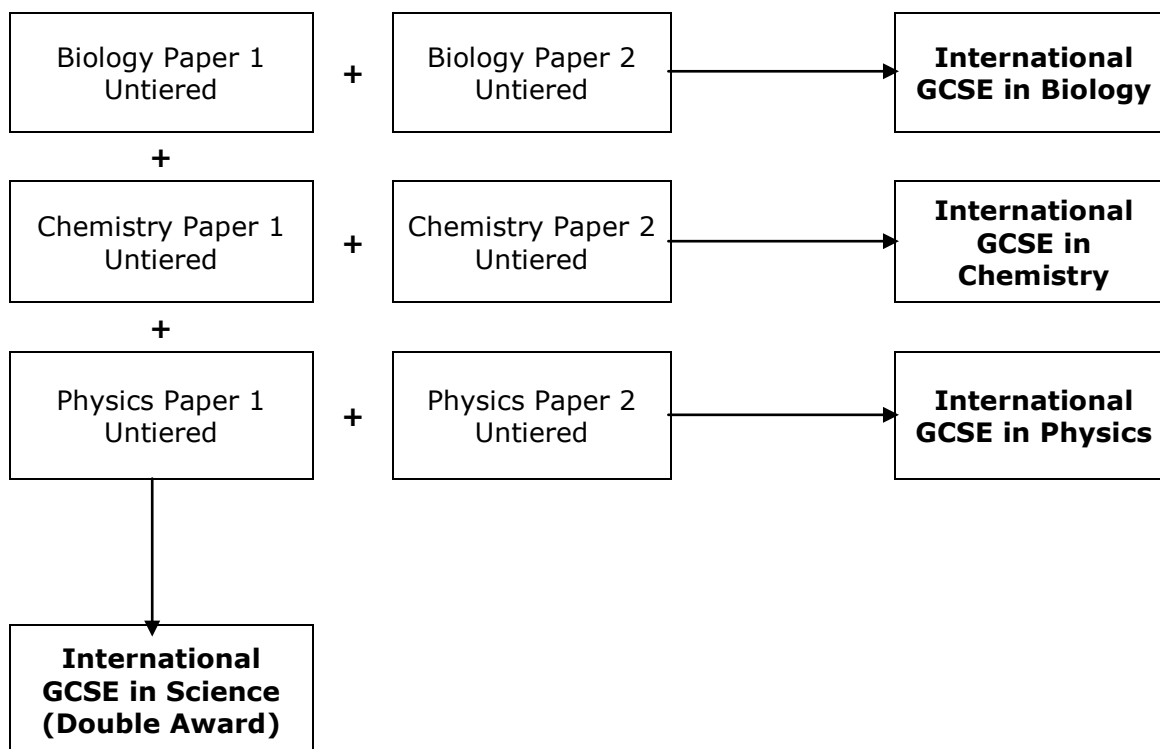 Biology Paper 1
Untiered
+
Biology Paper 2
Untiered
International
GCSE in Biology
+
Chemistry Paper 1
Untiered
+
Chemistry Paper 2
Untiered
International
GCSE in
Chemistry
+
Physics Paper 1
Untiered
+
Physics Paper 2
Untiered
International
GCSE in Physics
International
GCSE in Science
(Double Award)